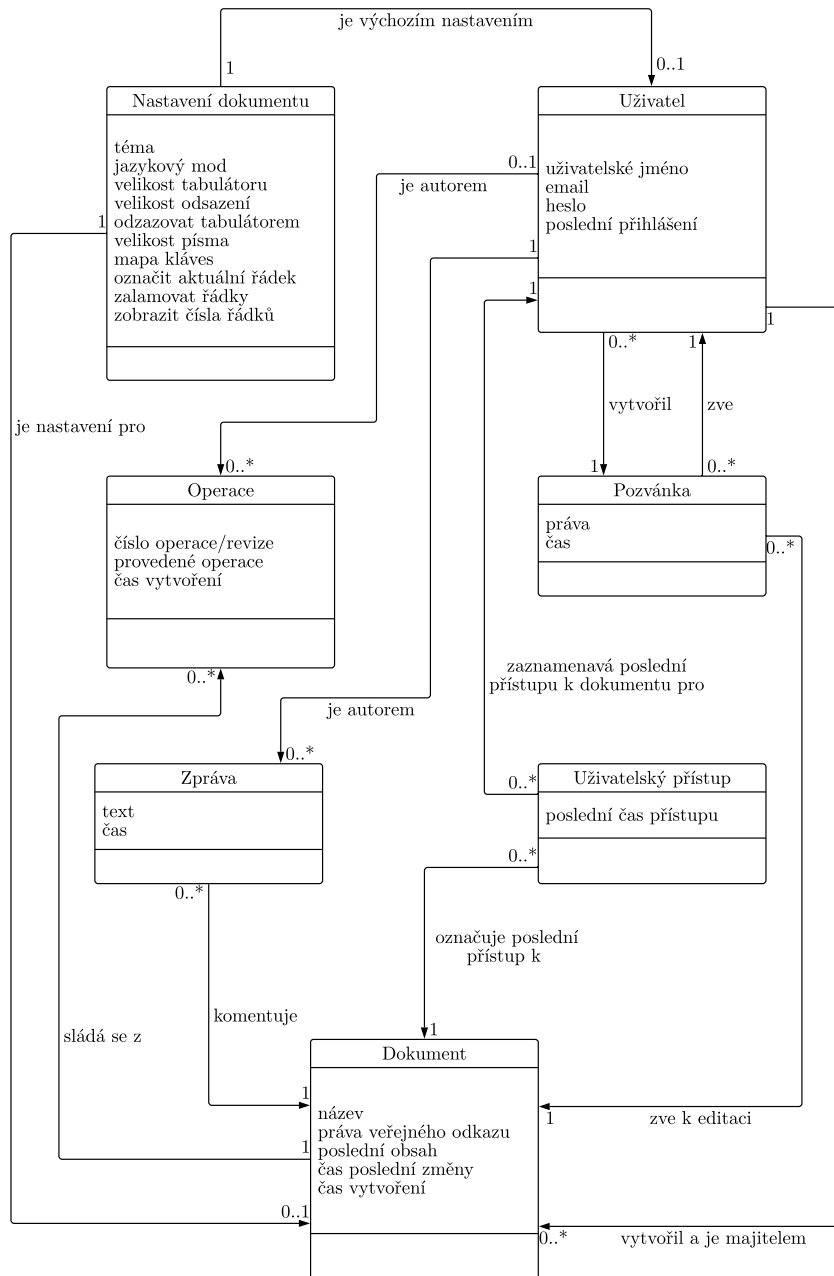 je výchozím nastavením
1
0..1
Nastavení dokumentu
téma
jazykový mod
velikost tabulátoru
velikost odsazení
odzazovat tabulátorem
velikost písma
mapa kláves
označit aktuální řádek
zalamovat řádky
zobrazit čísla řádků
1
Uživatel
uživatelské jméno
email
heslo
poslední přihlášení
0..1
je autorem
1
1
1
0..*
1
vytvořil
zve
je nastavení pro
0..*
1
0..*
Operace
číslo operace/revize
provedené operace
čas vytvoření
0..*
Pozvánka
práva
čas
0..*
zaznamenavá poslední
přístupu k dokumentu pro
je autorem
0..*
Zpráva
text
čas
0..*
0..*
Uživatelský přístup
poslední čas přístupu
0..*
označuje poslední
přístup k
komentuje
sládá se z
1
Dokument
název
práva veřejného odkazu
poslední obsah
čas poslední změny
čas vytvoření
1
1
0..1
1
zve k editaci
0..*
vytvořil a je majitelem